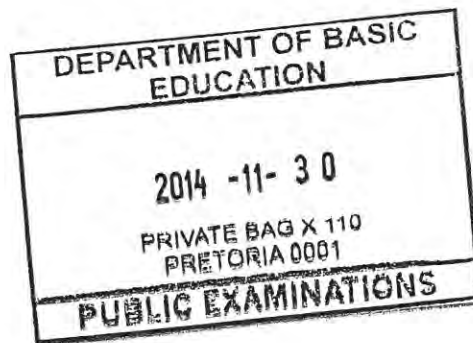 DEPARTMENT OF BASIC
EDUCATION
2014 -11- 30
PRIVATE BAG X 110
PRETORIA 0001
PUBLIC EXAMINATIONS